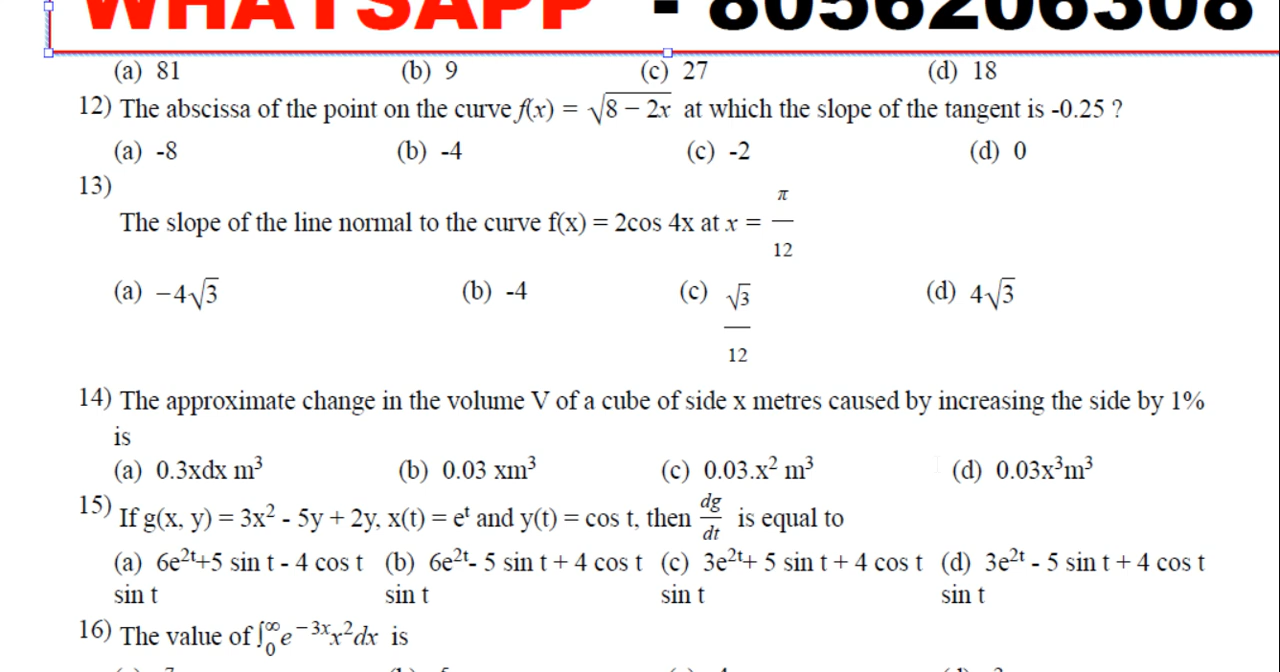 WHATSAPP - 8056206308
(a) 81 (b) 9 (c) 27 (d) 18
12) The abscissa of the point on the curve f(x) = √(8 − 2x) at which the slope of the tangent is -0.25 ?
(a) -8 (b) -4 (c) -2 (d) 0
13)
The slope of the line normal to the curve f(x) = 2cos 4x at x = π/12
(a) −4√3 (b) -4 (c) √3/12 (d) 4√3
14) The approximate change in the volume V of a cube of side x metres caused by increasing the side by 1%
is
(a) 0.3xdx m³ (b) 0.03 xm³ (c) 0.03.x² m³ (d) 0.03x³m³
15) If g(x, y) = 3x² - 5y + 2y, x(t) = eᵗ and y(t) = cos t, then dg/dt is equal to
(a) 6e²ᵗ+5 sin t - 4 cos t (b) 6e²ᵗ- 5 sin t + 4 cos t (c) 3e²ᵗ+ 5 sin t + 4 cos t (d) 3e²ᵗ - 5 sin t + 4 cos t
sin t sin t sin t sin t
16) The value of ∫₀^∞ e^(−3x) x² dx is